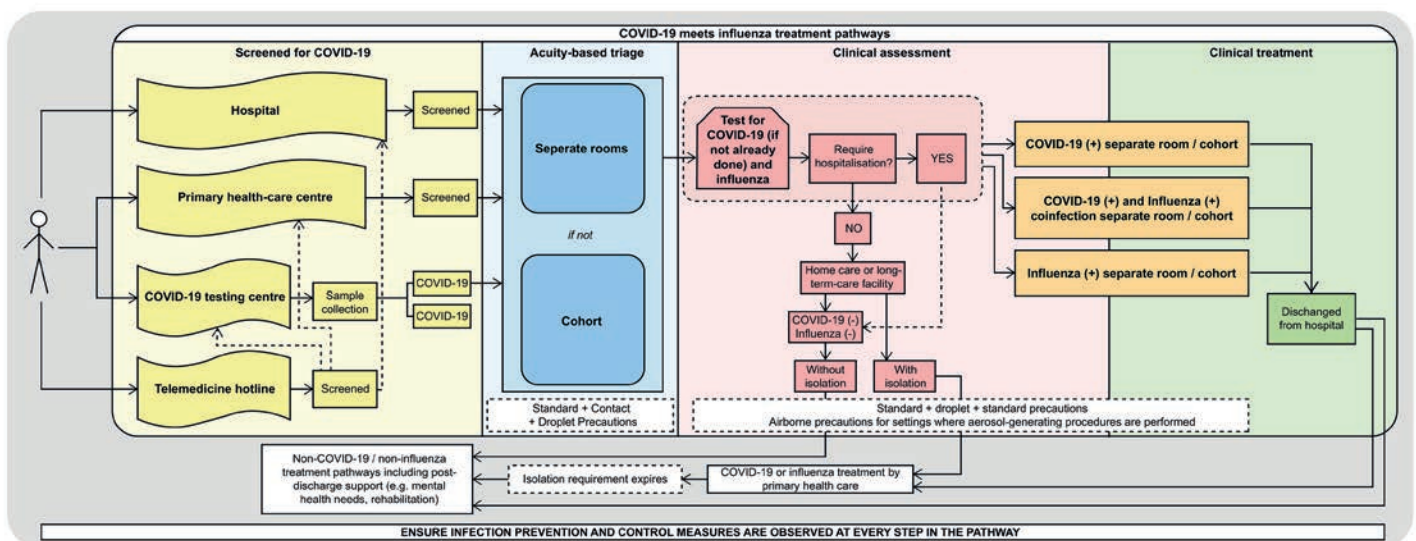 COVID-19 meets influenza treatment pathways
Screened for COVID-19
Acuity-based triage
Clinical assessment
Clinical treatment
Hospital
Screened
Primary health-care centre
Screened
COVID-19 testing centre
Sample
collection
COVID-19
COVID-19
Telemedicine hotline
Screened
Seperate rooms
if not
Cohort
Standard + Contact
+ Droplet Precautions
Test for
COVID-19 (if
not already
done) and
influenza
Require
hospitalisation?
YES
NO
Home care or long-
term-care facility
COVID-19 (-)
Influenza (-)
Without
isolation
With
isolation
Standard + droplet + standard precautions
Airborne precautions for settings where aerosol-generating procedures are performed
COVID-19 (+) separate room / cohort
COVID-19 (+) and Influenza (+)
coinfection separate room / cohort
Influenza (+) separate room / cohort
Dischanged
from hospital
Non-COVID-19 / non-influenza
treatment pathways including post-
discharge support (e.g. mental
health needs, rehabilitation)
Isolation requirement expires
COVID-19 or influenza treatment by
primary health care
ENSURE INFECTION PREVENTION AND CONTROL MEASURES ARE OBSERVED AT EVERY STEP IN THE PATHWAY